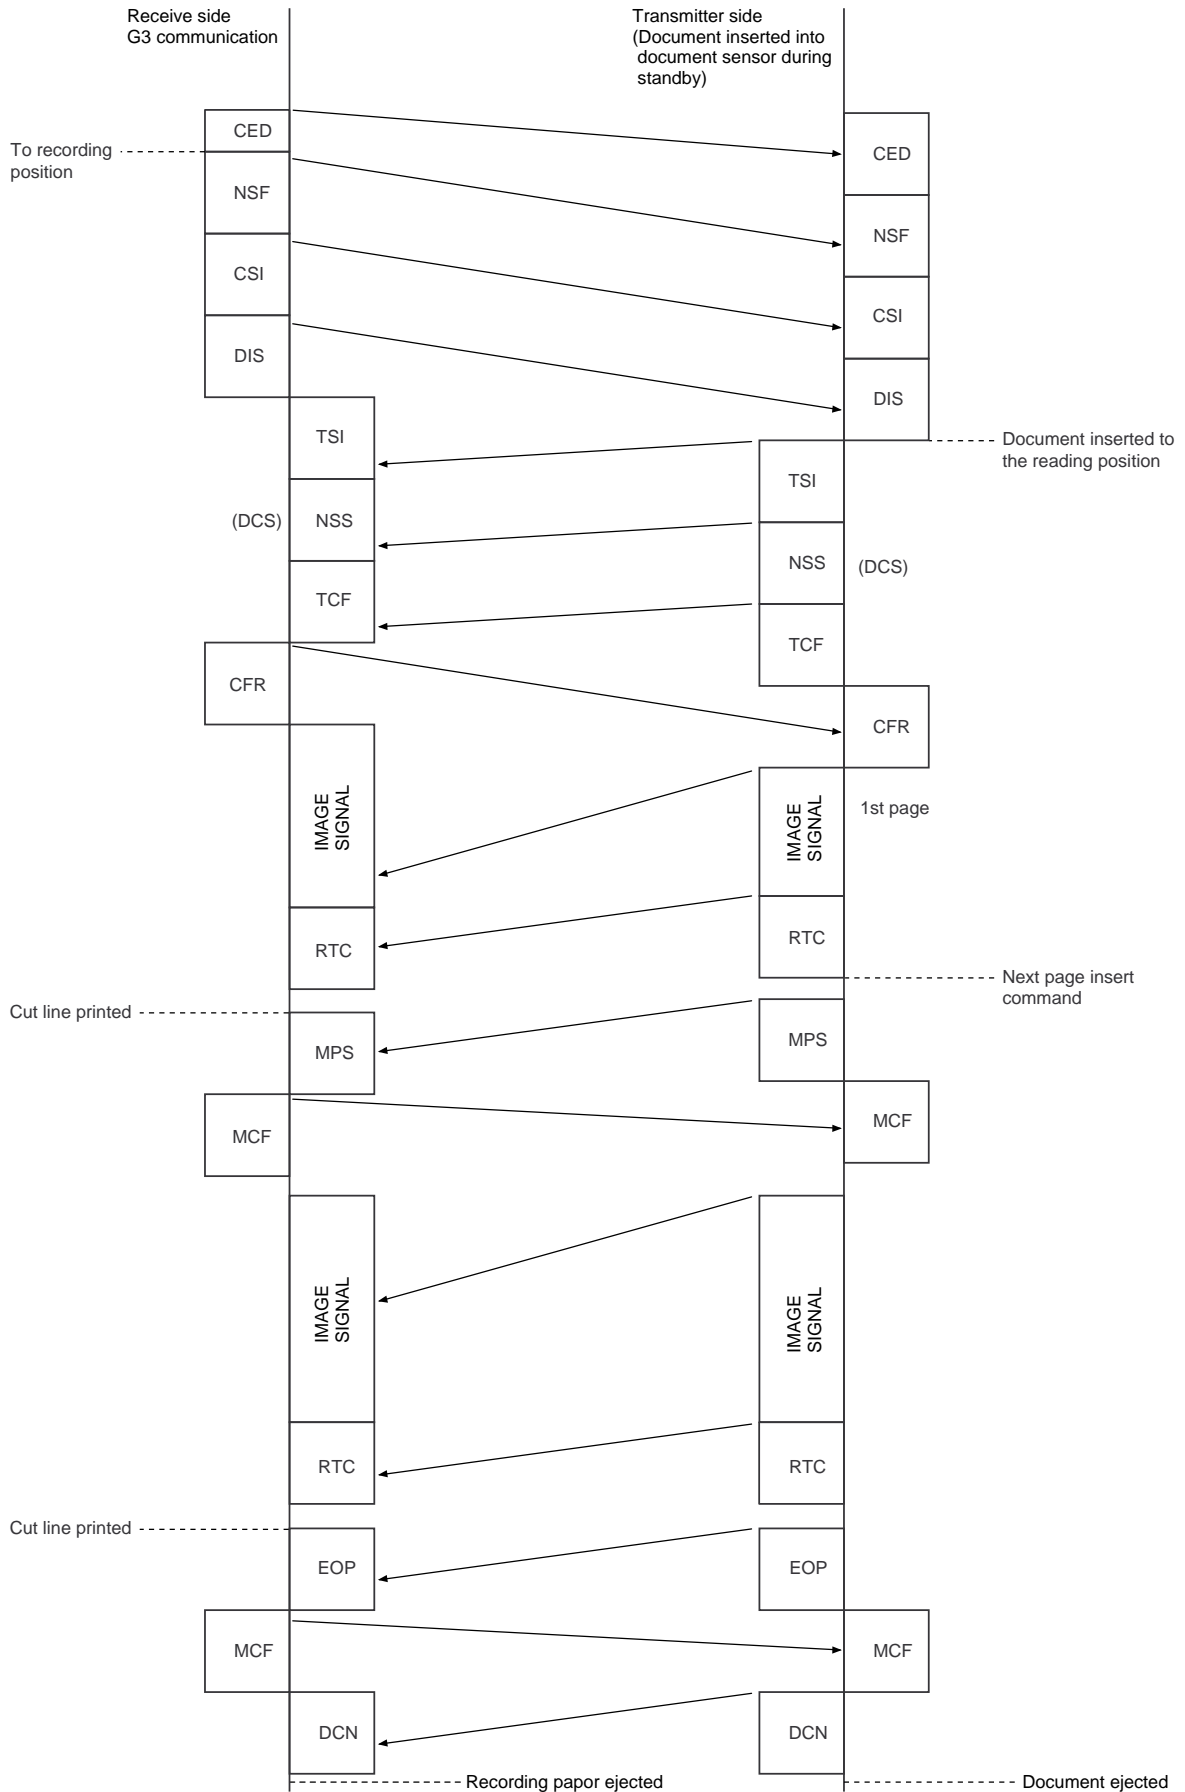 Receive side
G3 communication
Transmitter side
(Document inserted into
document sensor during
standby)
CED
CED
To recording
position
NSF
NSF
CSI
CSI
DIS
DIS
TSI
Document inserted to
the reading position
TSI
(DCS)
NSS
NSS
(DCS)
TCF
TCF
CFR
CFR
IMAGE
SIGNAL
IMAGE
SIGNAL
1st page
RTC
RTC
Next page insert
command
Cut line printed
MPS
MPS
MCF
MCF
IMAGE
SIGNAL
IMAGE
SIGNAL
RTC
RTC
Cut line printed
EOP
EOP
MCF
MCF
DCN
DCN
Recording papor ejected
Document ejected